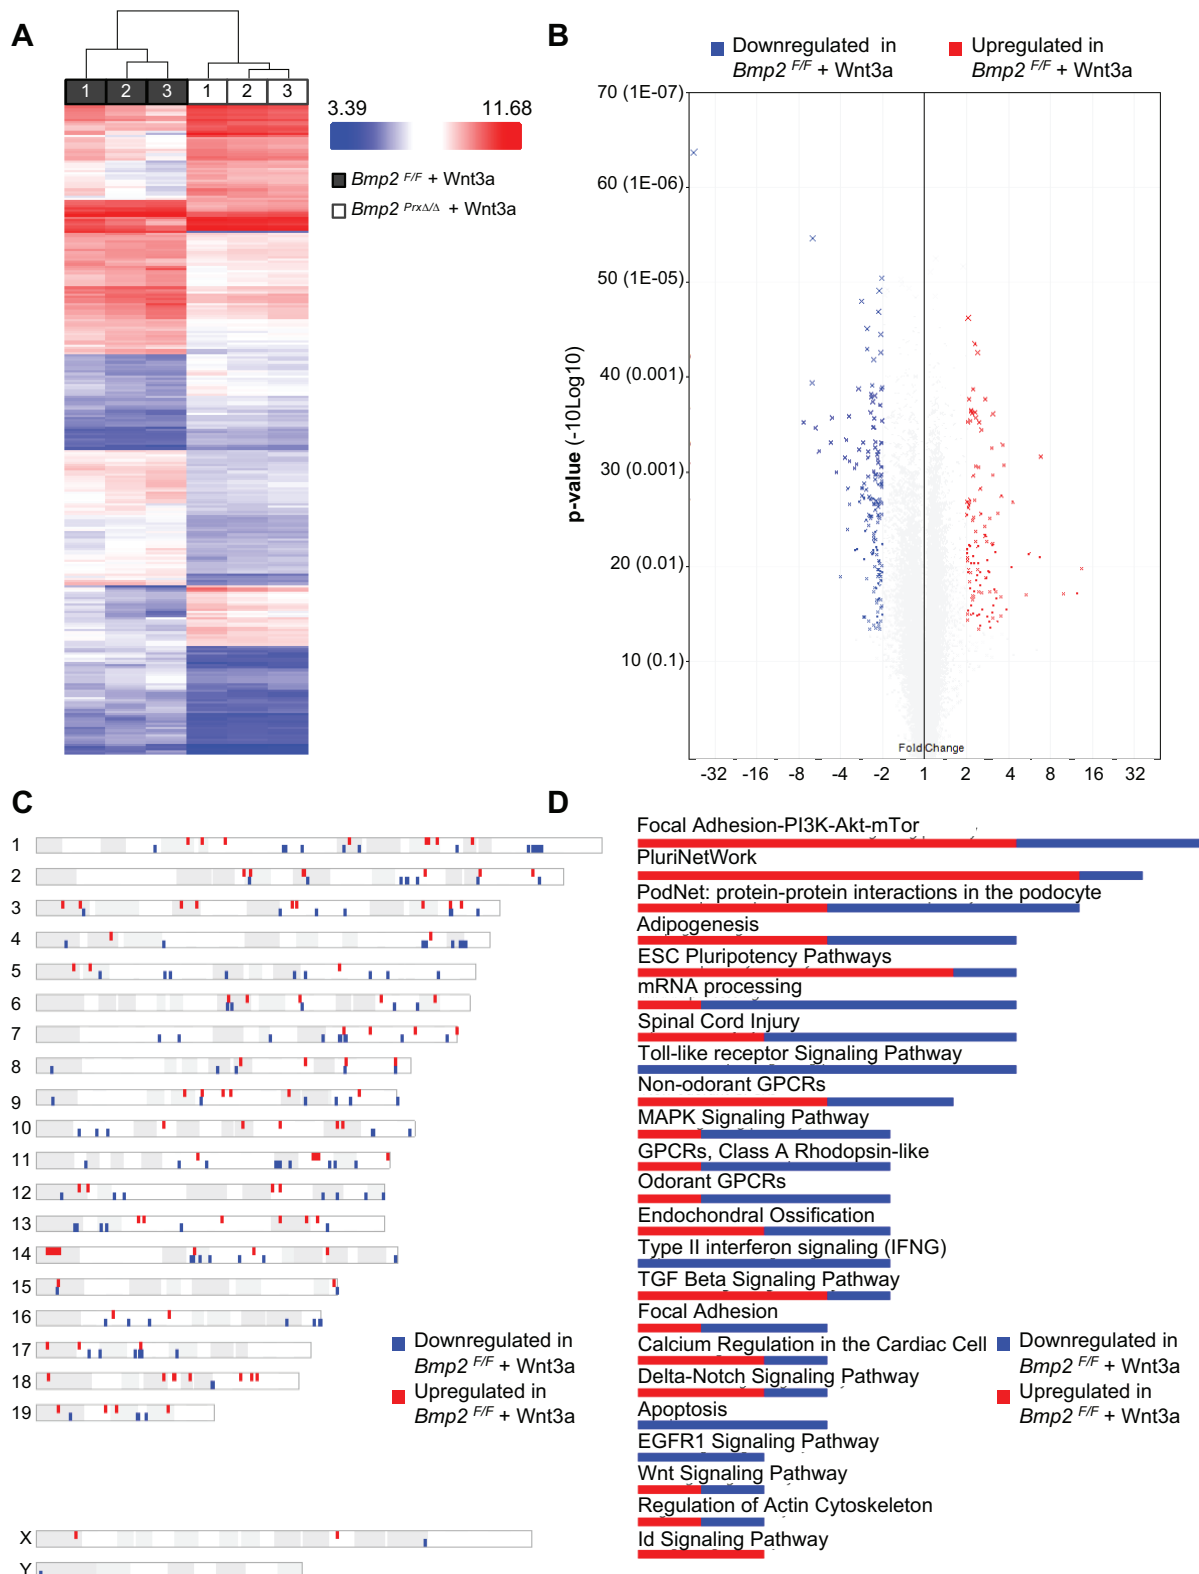 A
1 2 3 1 2 3
3.39 11.68
Bmp2 F/F + Wnt3a
Bmp2 PrxΔ/Δ + Wnt3a
B
Downregulated in
Bmp2 F/F + Wnt3a
Upregulated in
Bmp2 F/F + Wnt3a
70 (1E-07)
60 (1E-06)
50 (1E-05)
40 (0.001)
30 (0.001)
20 (0.01)
10 (0.1)
p-value (-10Log10)
Fold Change
-32 -16 -8 -4 -2 1 2 4 8 16 32
C
1
2
3
4
5
6
7
8
9
10
11
12
13
14
15
16
17
18
19
X
Y
Downregulated in
Bmp2 F/F + Wnt3a
Upregulated in
Bmp2 F/F + Wnt3a
D
Focal Adhesion-PI3K-Akt-mTor
PluriNetWork
PodNet: protein-protein interactions in the podocyte
Adipogenesis
ESC Pluripotency Pathways
mRNA processing
Spinal Cord Injury
Toll-like receptor Signaling Pathway
Non-odorant GPCRs
MAPK Signaling Pathway
GPCRs, Class A Rhodopsin-like
Odorant GPCRs
Endochondral Ossification
Type II interferon signaling (IFNG)
TGF Beta Signaling Pathway
Focal Adhesion
Calcium Regulation in the Cardiac Cell
Delta-Notch Signaling Pathway
Apoptosis
EGFR1 Signaling Pathway
Wnt Signaling Pathway
Regulation of Actin Cytoskeleton
Id Signaling Pathway
Downregulated in
Bmp2 F/F + Wnt3a
Upregulated in
Bmp2 F/F + Wnt3a